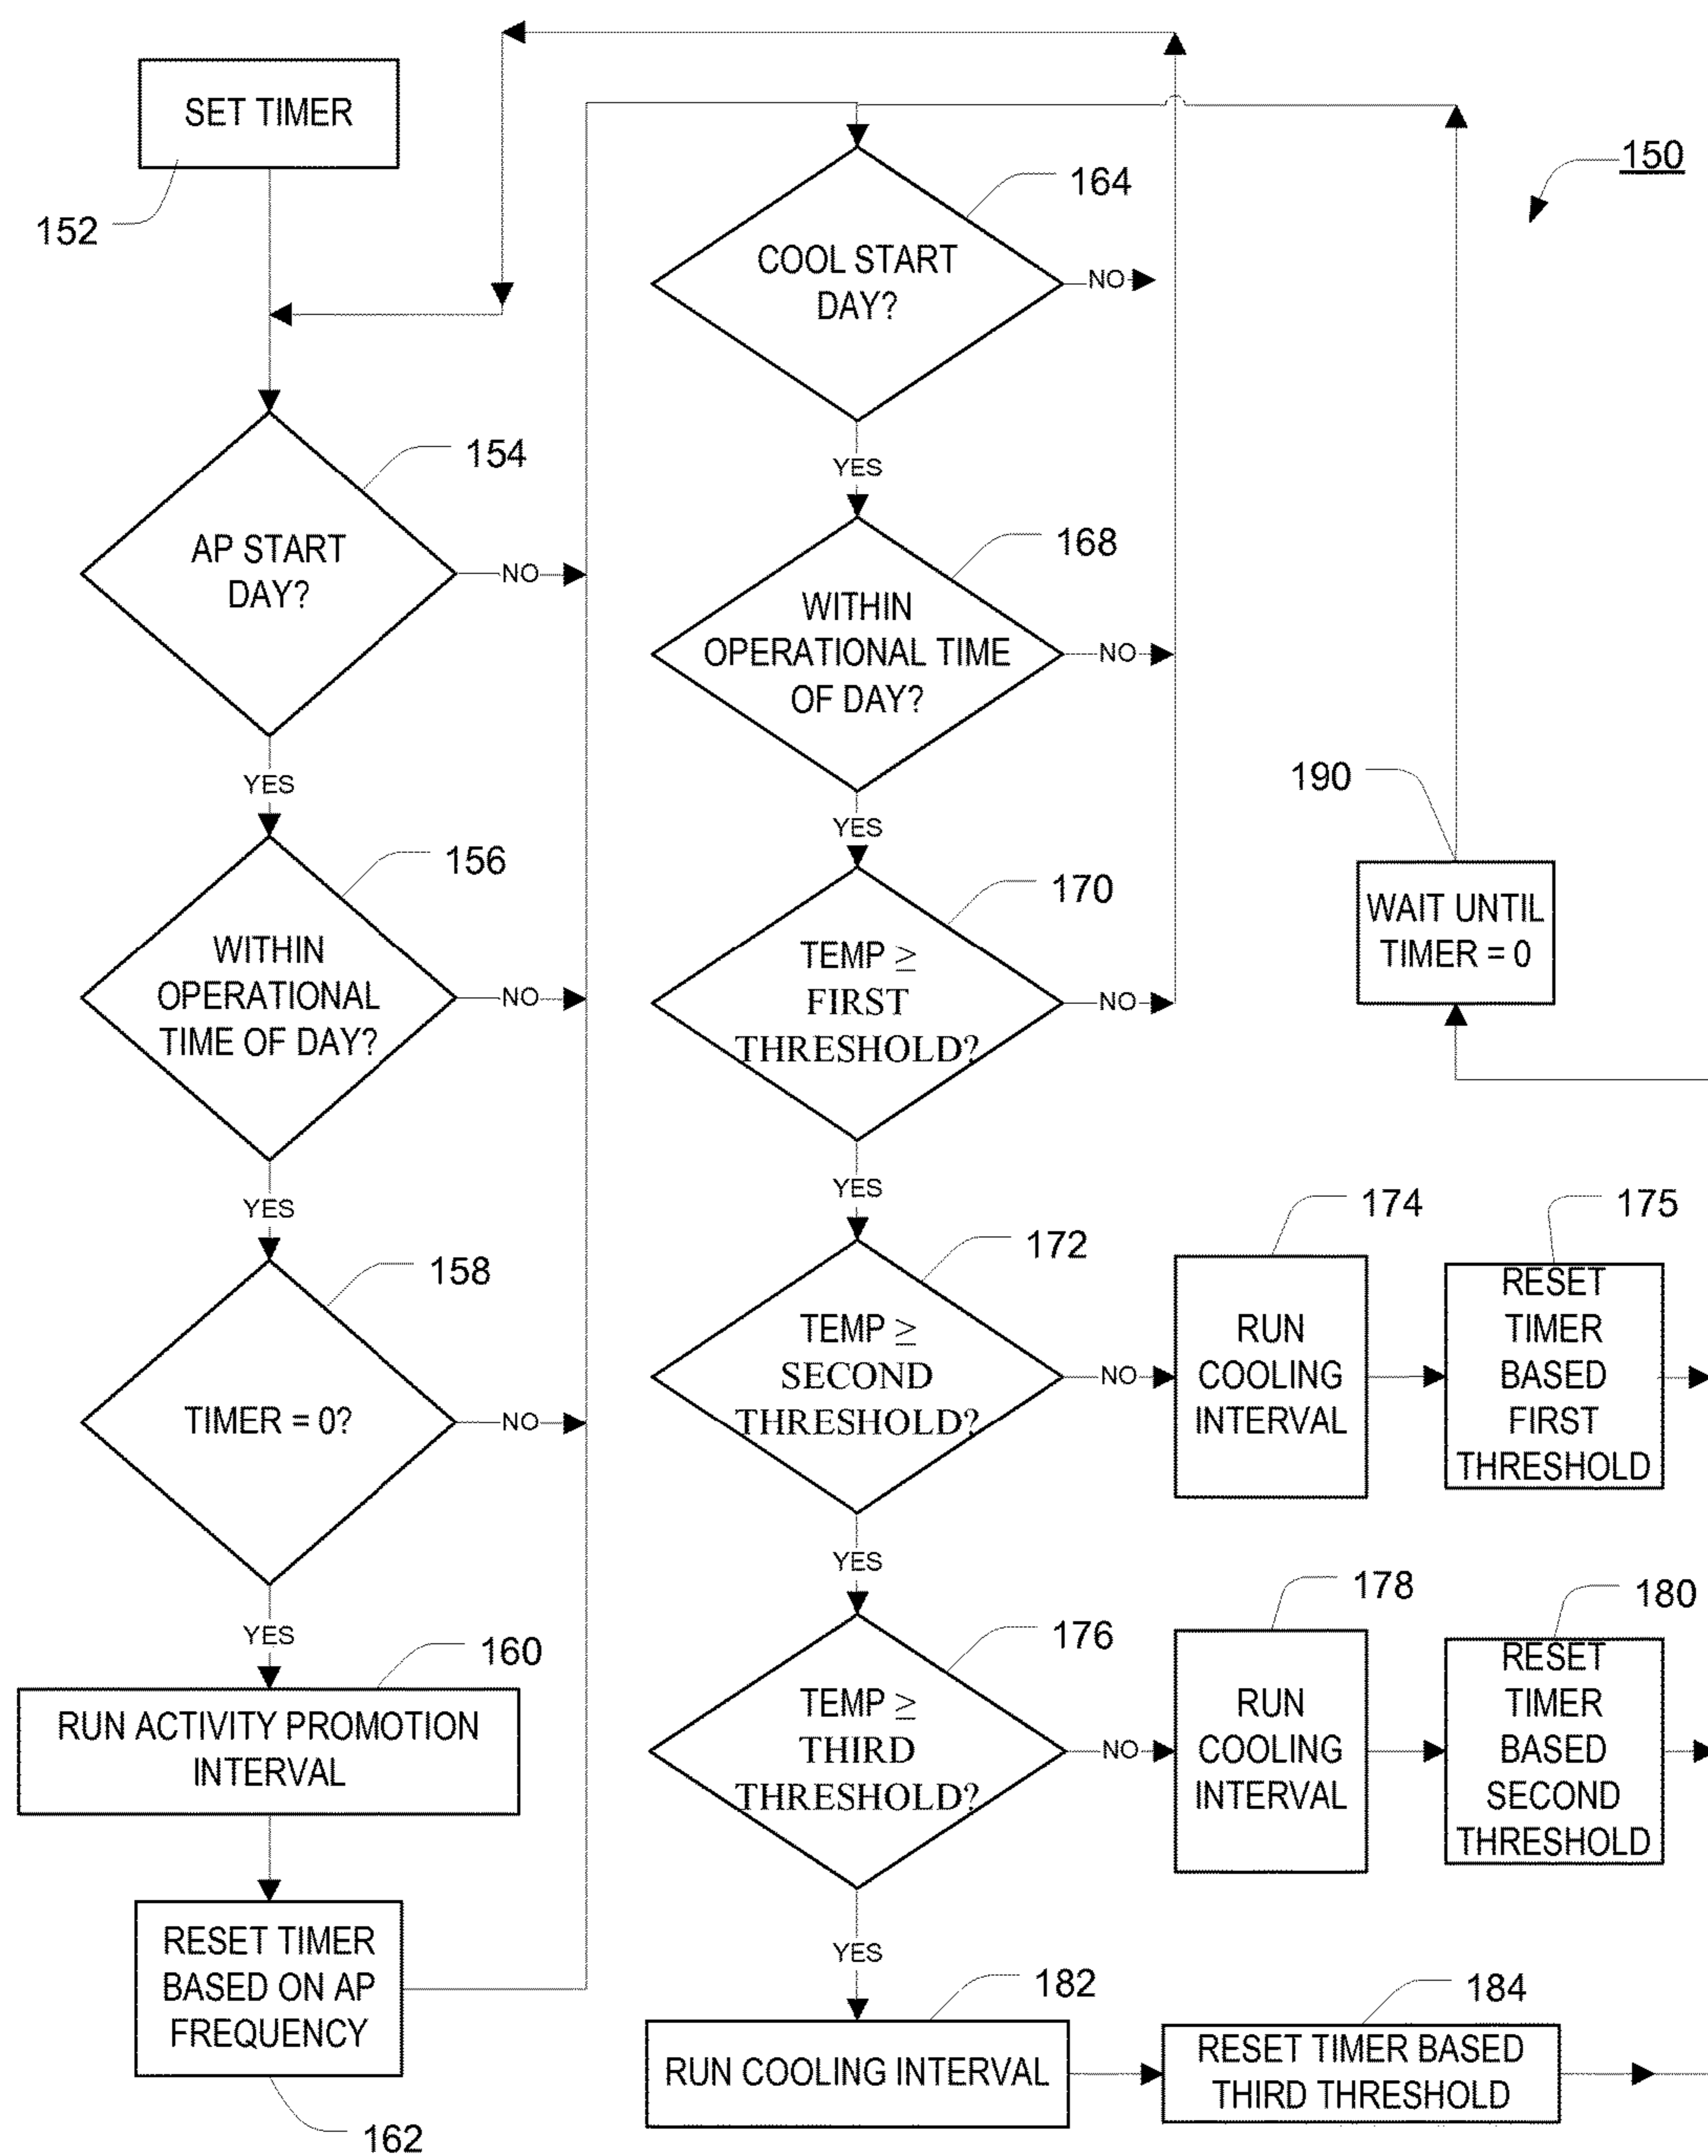 SET TIMER
152
150
164
COOL START
DAY?
NO
YES
154
AP START
DAY?
NO
YES
168
WITHIN
OPERATIONAL TIME
OF DAY?
NO
YES
156
WITHIN
OPERATIONAL
TIME OF DAY?
NO
YES
190
WAIT UNTIL
TIMER = 0
170
TEMP ≥
FIRST
THRESHOLD?
NO
YES
158
TIMER = 0?
NO
YES
172
TEMP ≥
SECOND
THRESHOLD?
NO
YES
174
RUN
COOLING
INTERVAL
175
RESET
TIMER
BASED
FIRST
THRESHOLD
160
RUN ACTIVITY PROMOTION
INTERVAL
176
TEMP ≥
THIRD
THRESHOLD?
NO
YES
178
RUN
COOLING
INTERVAL
180
RESET
TIMER
BASED
SECOND
THRESHOLD
RESET TIMER
BASED ON AP
FREQUENCY
162
182
RUN COOLING INTERVAL
184
RESET TIMER BASED
THIRD THRESHOLD